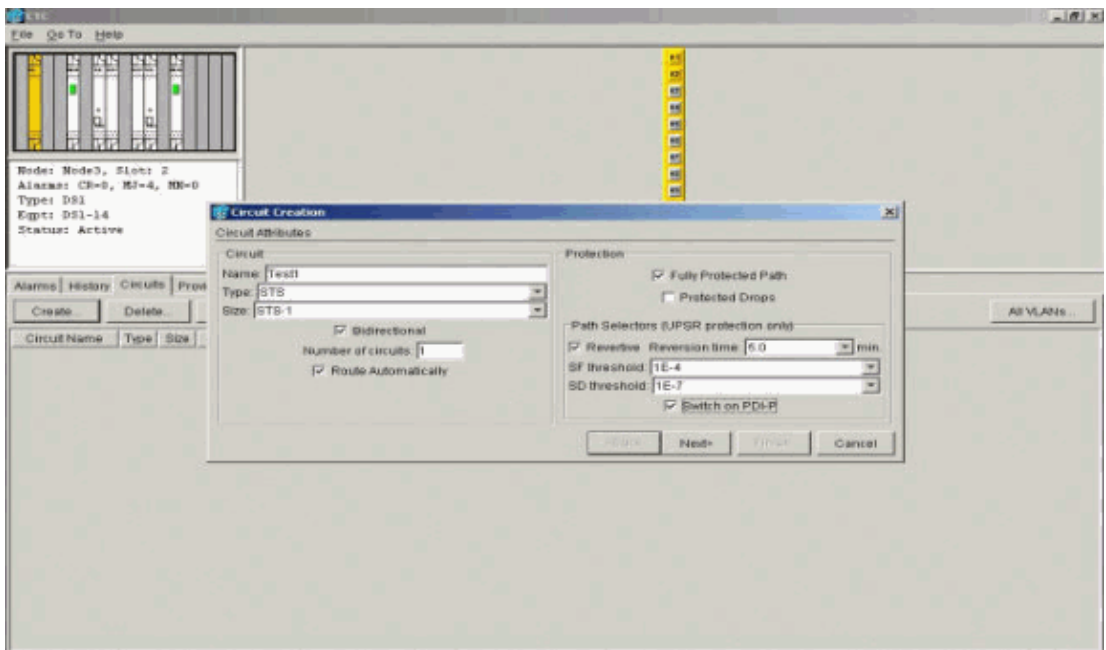 CTC
File Go To Help
Node: Node3, Slot: 2
Alarms: CR=0, MJ=4, MN=0
Type: DS1
Eqpt: DS1-14
Status: Active
Alarms History Circuits Prov
Create... Delete... All VLANs...
Circuit Name Type Size
Circuit Creation
Circuit Attributes
Circuit
Name: Test1
Type: STS
Size: STS-1
Bidirectional
Number of circuits: 1
Route Automatically
Protection
Fully Protected Path
Protected Drops
Path Selectors (UPSR protection only)
Revertive Reversion time: 5.0 min.
SF threshold: 1E-4
SD threshold: 1E-7
Switch on PDI-P
Next> Cancel